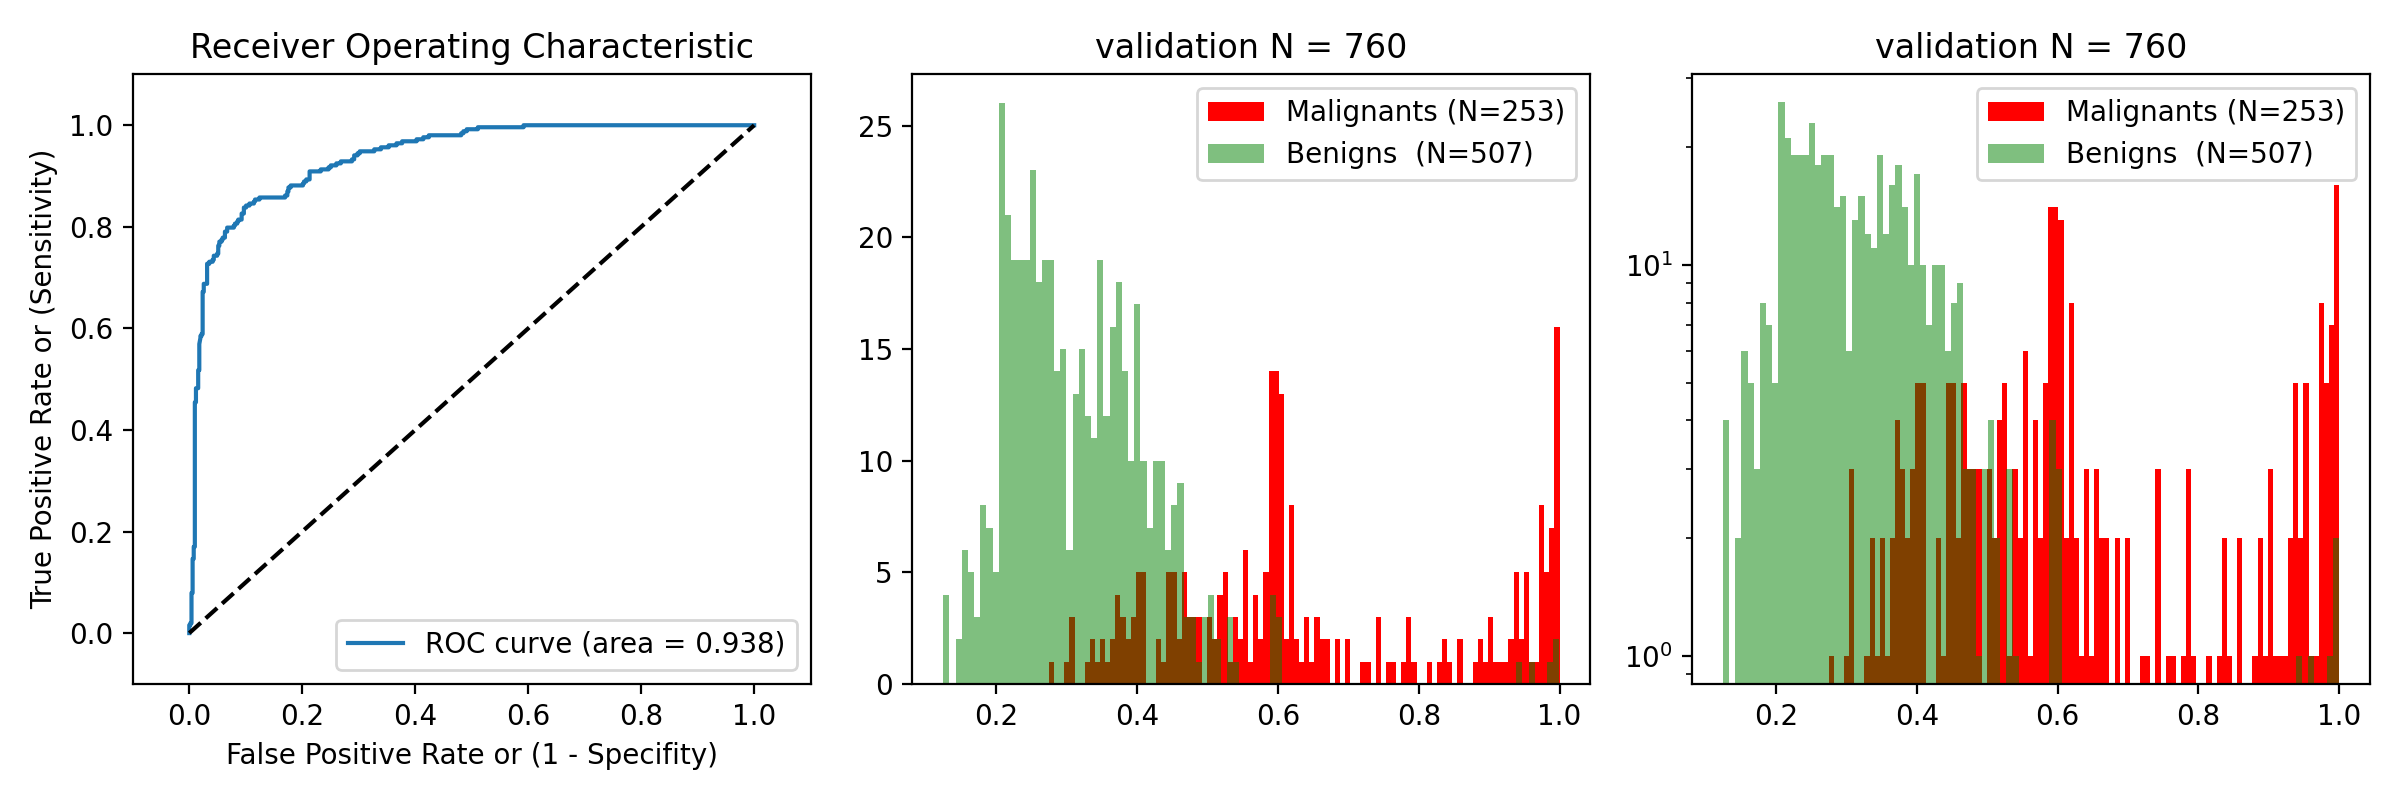 Receiver Operating Characteristic
1.0
0.8
0.6
0.4
0.2
0.0
True Positive Rate or (Sensitivity)
ROC curve (area = 0.938)
0.0 0.2 0.4 0.6 0.8 1.0
False Positive Rate or (1 - Specifity)
validation N = 760
Malignants (N=253)
Benigns (N=507)
25
20
15
10
5
0
0.2 0.4 0.6 0.8 1.0
validation N = 760
Malignants (N=253)
Benigns (N=507)
10¹
10⁰
0.2 0.4 0.6 0.8 1.0